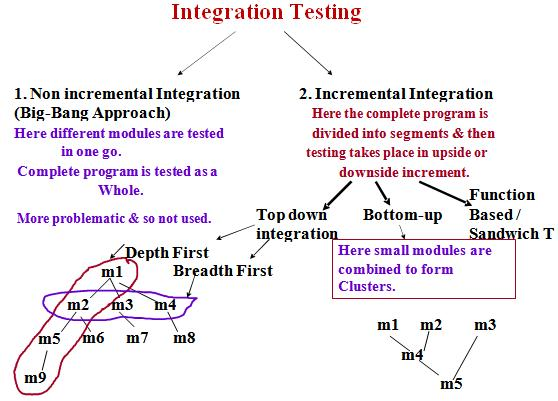 Integration Testing
1. Non incremental Integration
(Big-Bang Approach)
Here different modules are tested
in one go.
Complete program is tested as a
Whole.
More problematic & so not used.
2. Incremental Integration
Here the complete program is
divided into segments & then
testing takes place in upside or
downside increment.
Top down
integration
Bottom-up
Function
Based /
Sandwich T
Here small modules are
combined to form
Clusters.
Depth First
Breadth First
m1
m2 m3 m4
m5 m6 m7 m8
m9
m1 m2 m3
m4
m5